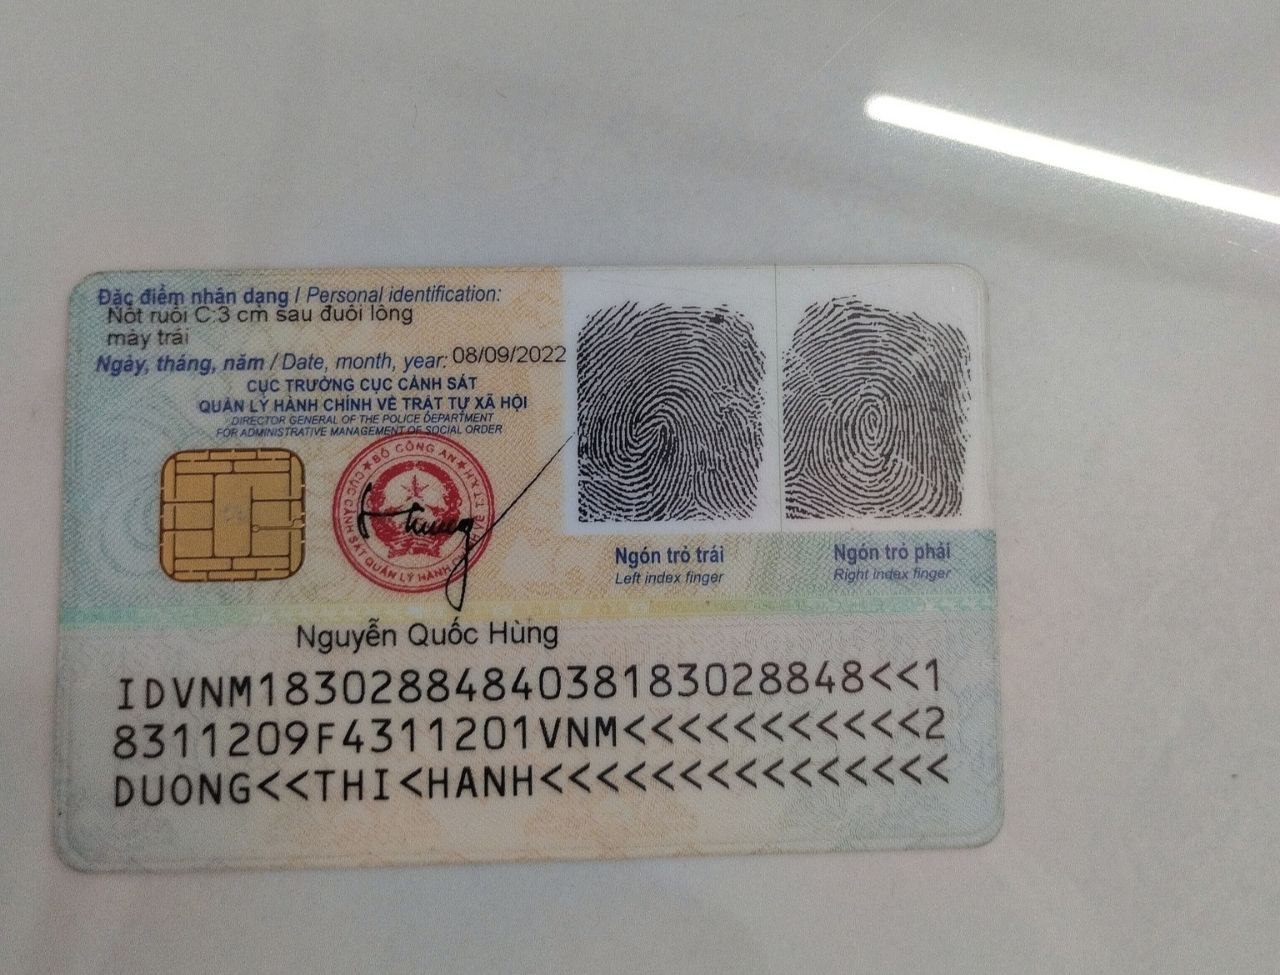 Đặc điểm nhân dạng / Personal identification:
Nốt ruồi C:3 cm sau đuôi lông
mày trái
Ngày, tháng, năm / Date, month, year: 08/09/2022
CỤC TRƯỞNG CỤC CẢNH SÁT
QUẢN LÝ HÀNH CHÍNH VỀ TRẬT TỰ XÃ HỘI
DIRECTOR GENERAL OF THE POLICE DEPARTMENT
FOR ADMINISTRATIVE MANAGEMENT OF SOCIAL ORDER
BỘ CÔNG AN
CỤC CẢNH SÁT QUẢN LÝ HÀNH
VỀ TTXH
Ngón trỏ trái
Left index finger
Ngón trỏ phải
Right index finger
Nguyễn Quốc Hùng
IDVNM1830288484038183028848<<1
8311209F4311201VNM<<<<<<<<<<<2
DUONG<<THI<HANH<<<<<<<<<<<<<<<